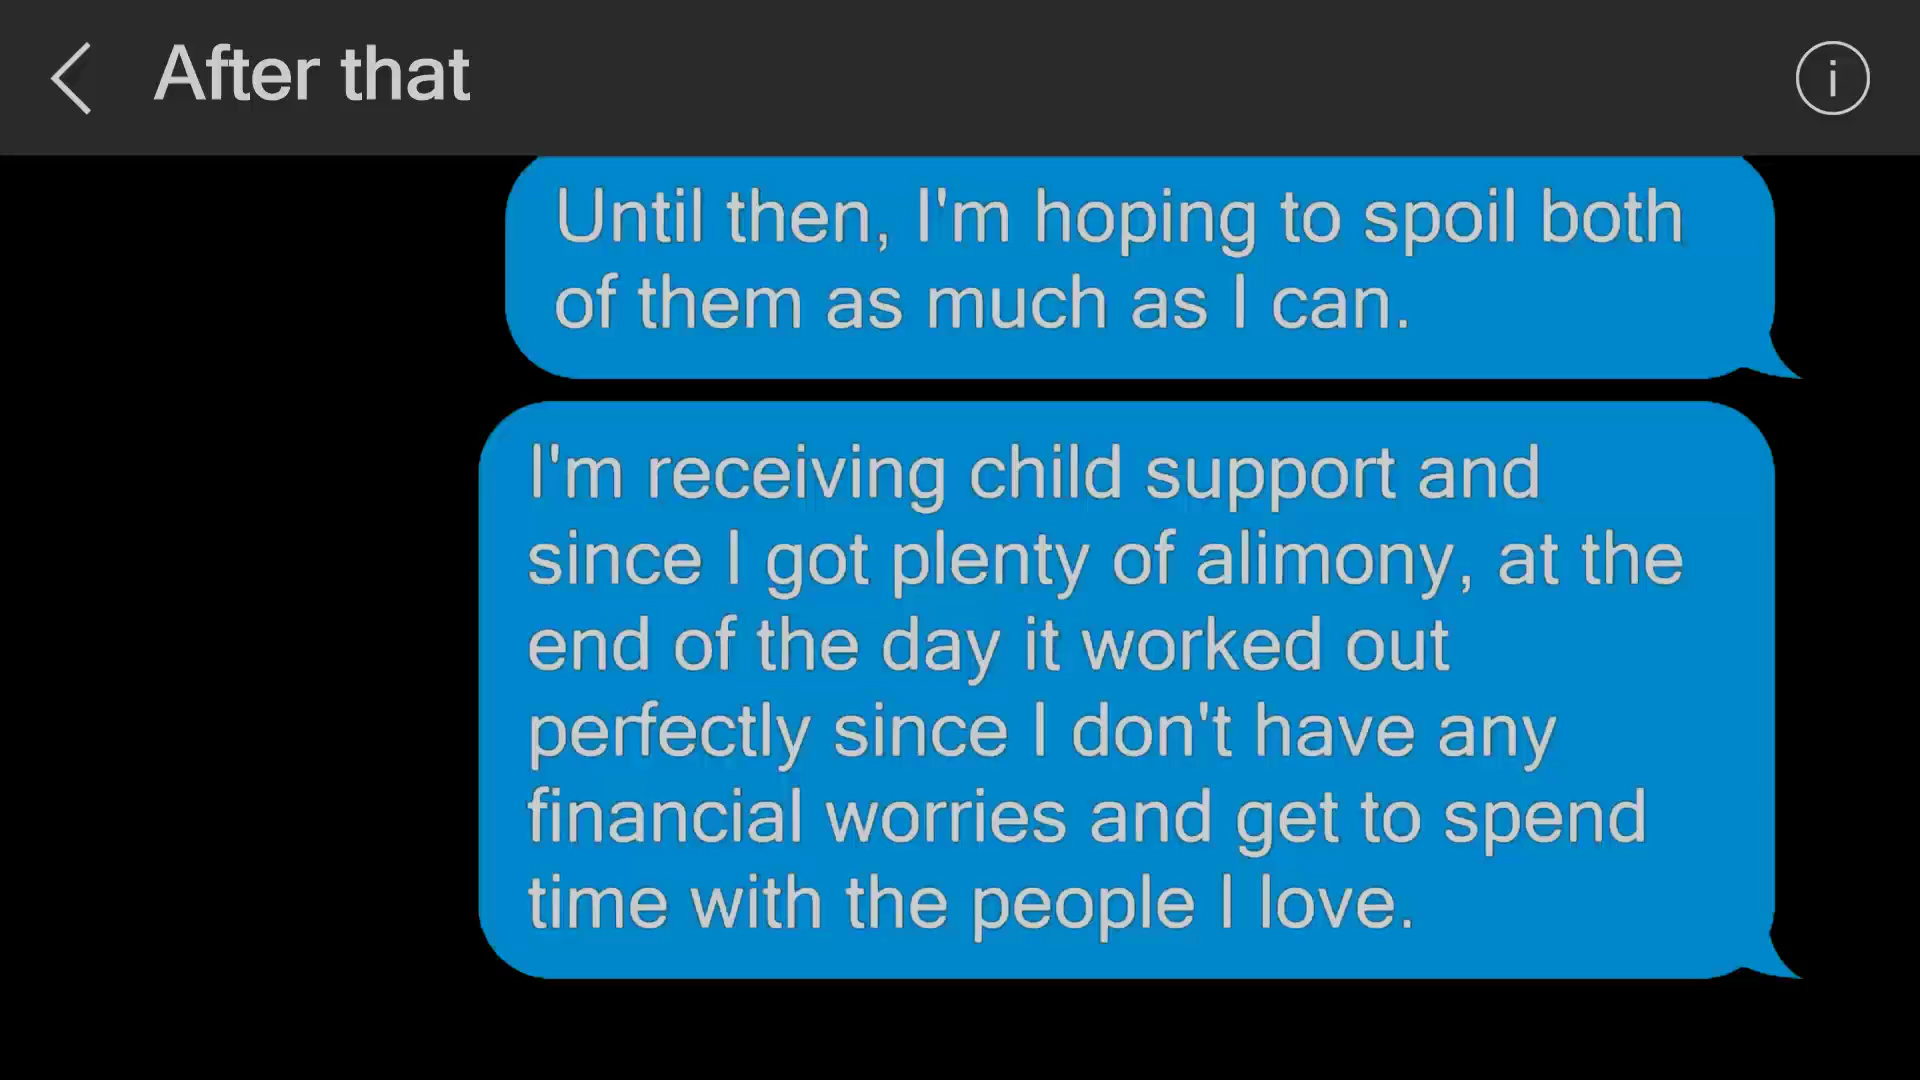 After that
i
Until then, I'm hoping to spoil both
of them as much as I can.
I'm receiving child support and
since I got plenty of alimony, at the
end of the day it worked out
perfectly since I don't have any
financial worries and get to spend
time with the people I love.